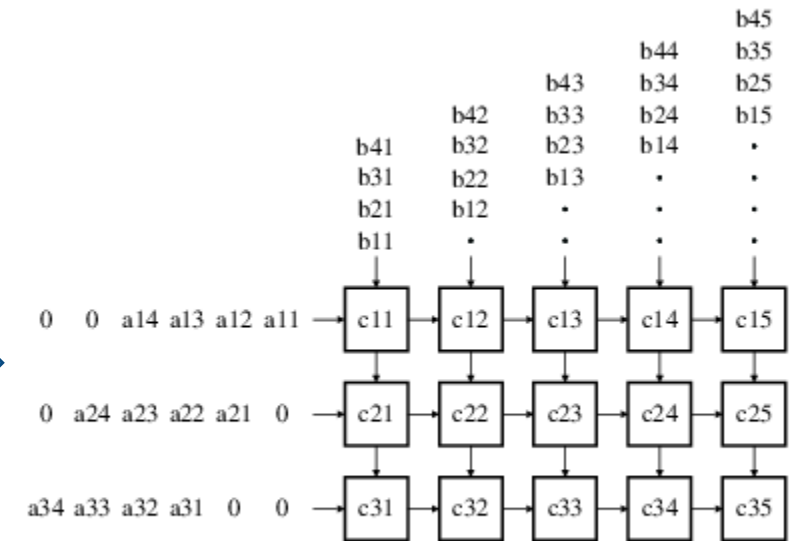 b45
b44 b35
b43 b34 b25
b42 b33 b24 b15
b41 b32 b23 b14 .
b31 b22 b13 . .
b21 b12 . . .
b11 . . . .
0 0 a14 a13 a12 a11 c11 c12 c13 c14 c15
0 a24 a23 a22 a21 0 c21 c22 c23 c24 c25
a34 a33 a32 a31 0 0 c31 c32 c33 c34 c35